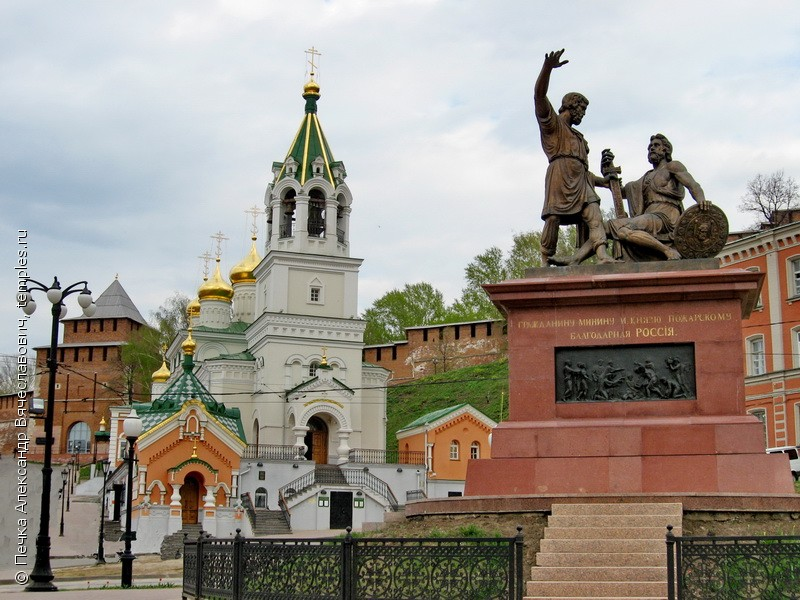 ГРАЖДАНИНУ МИНИНУ И КНЯЗЮ ПОЖАРСКОМУ
БЛАГОДАРНАЯ РОССІЯ.
© Печка Александр Вячеславович, temples.ru